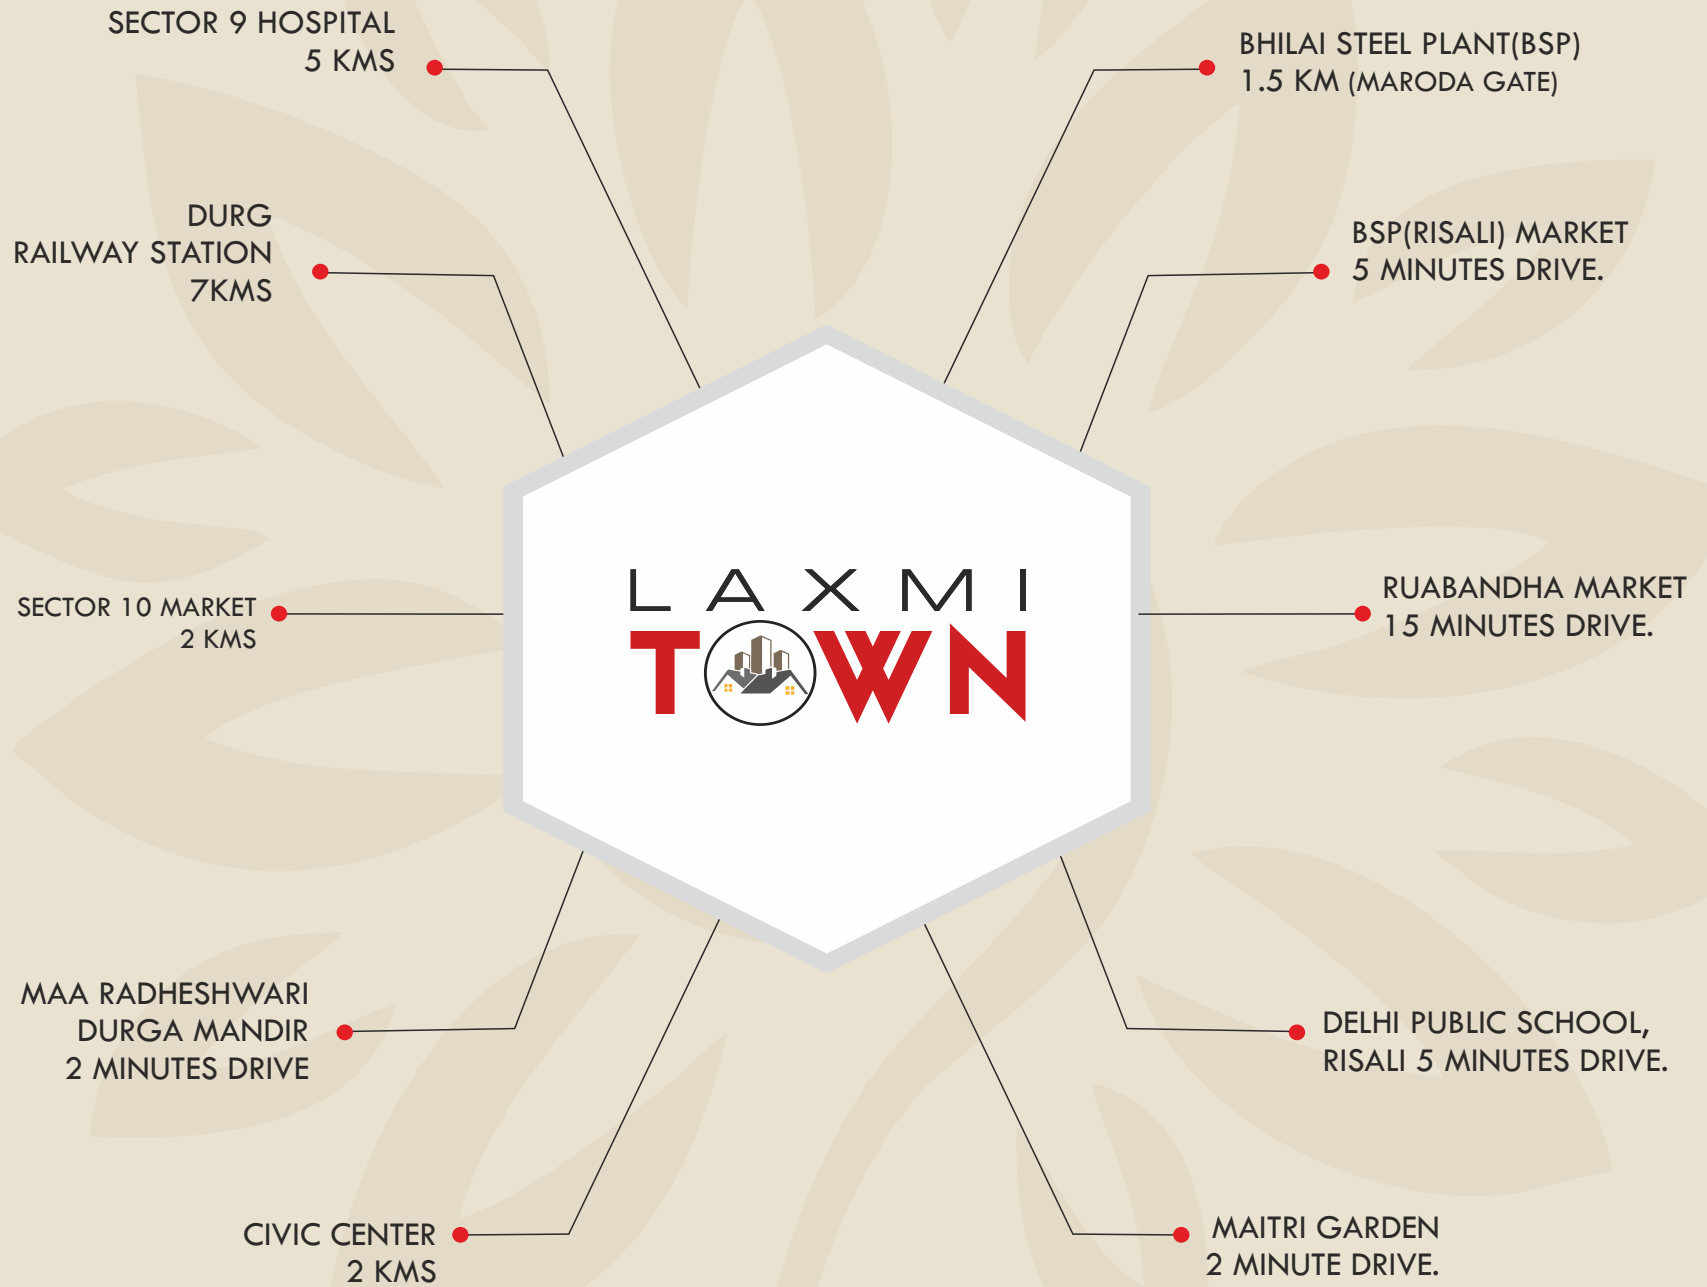 SECTOR 9 HOSPITAL
5 KMS
BHILAI STEEL PLANT(BSP)
1.5 KM (MARODA GATE)
DURG
RAILWAY STATION
7KMS
BSP(RISALI) MARKET
5 MINUTES DRIVE.
SECTOR 10 MARKET
2 KMS
LAXMI
TOWN
RUABANDHA MARKET
15 MINUTES DRIVE.
MAA RADHESHWARI
DURGA MANDIR
2 MINUTES DRIVE
DELHI PUBLIC SCHOOL,
RISALI 5 MINUTES DRIVE.
CIVIC CENTER
2 KMS
MAITRI GARDEN
2 MINUTE DRIVE.